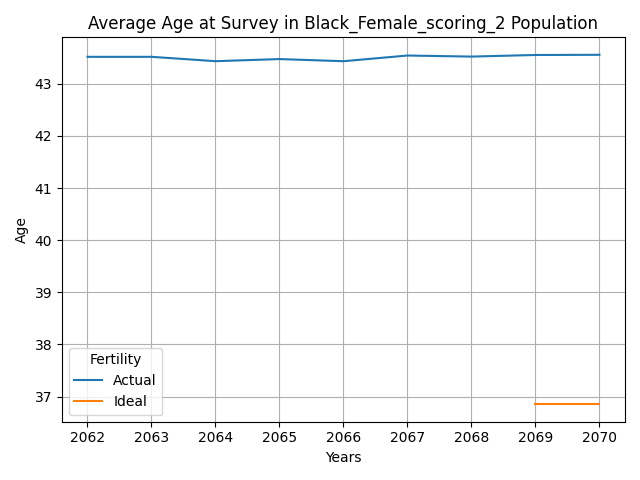 Average Age at Survey in Black_Female_scoring_2 Population
Age
43
42
41
40
39
38
37
Fertility
Actual
Ideal
2062 2063 2064 2065 2066 2067 2068 2069 2070
Years